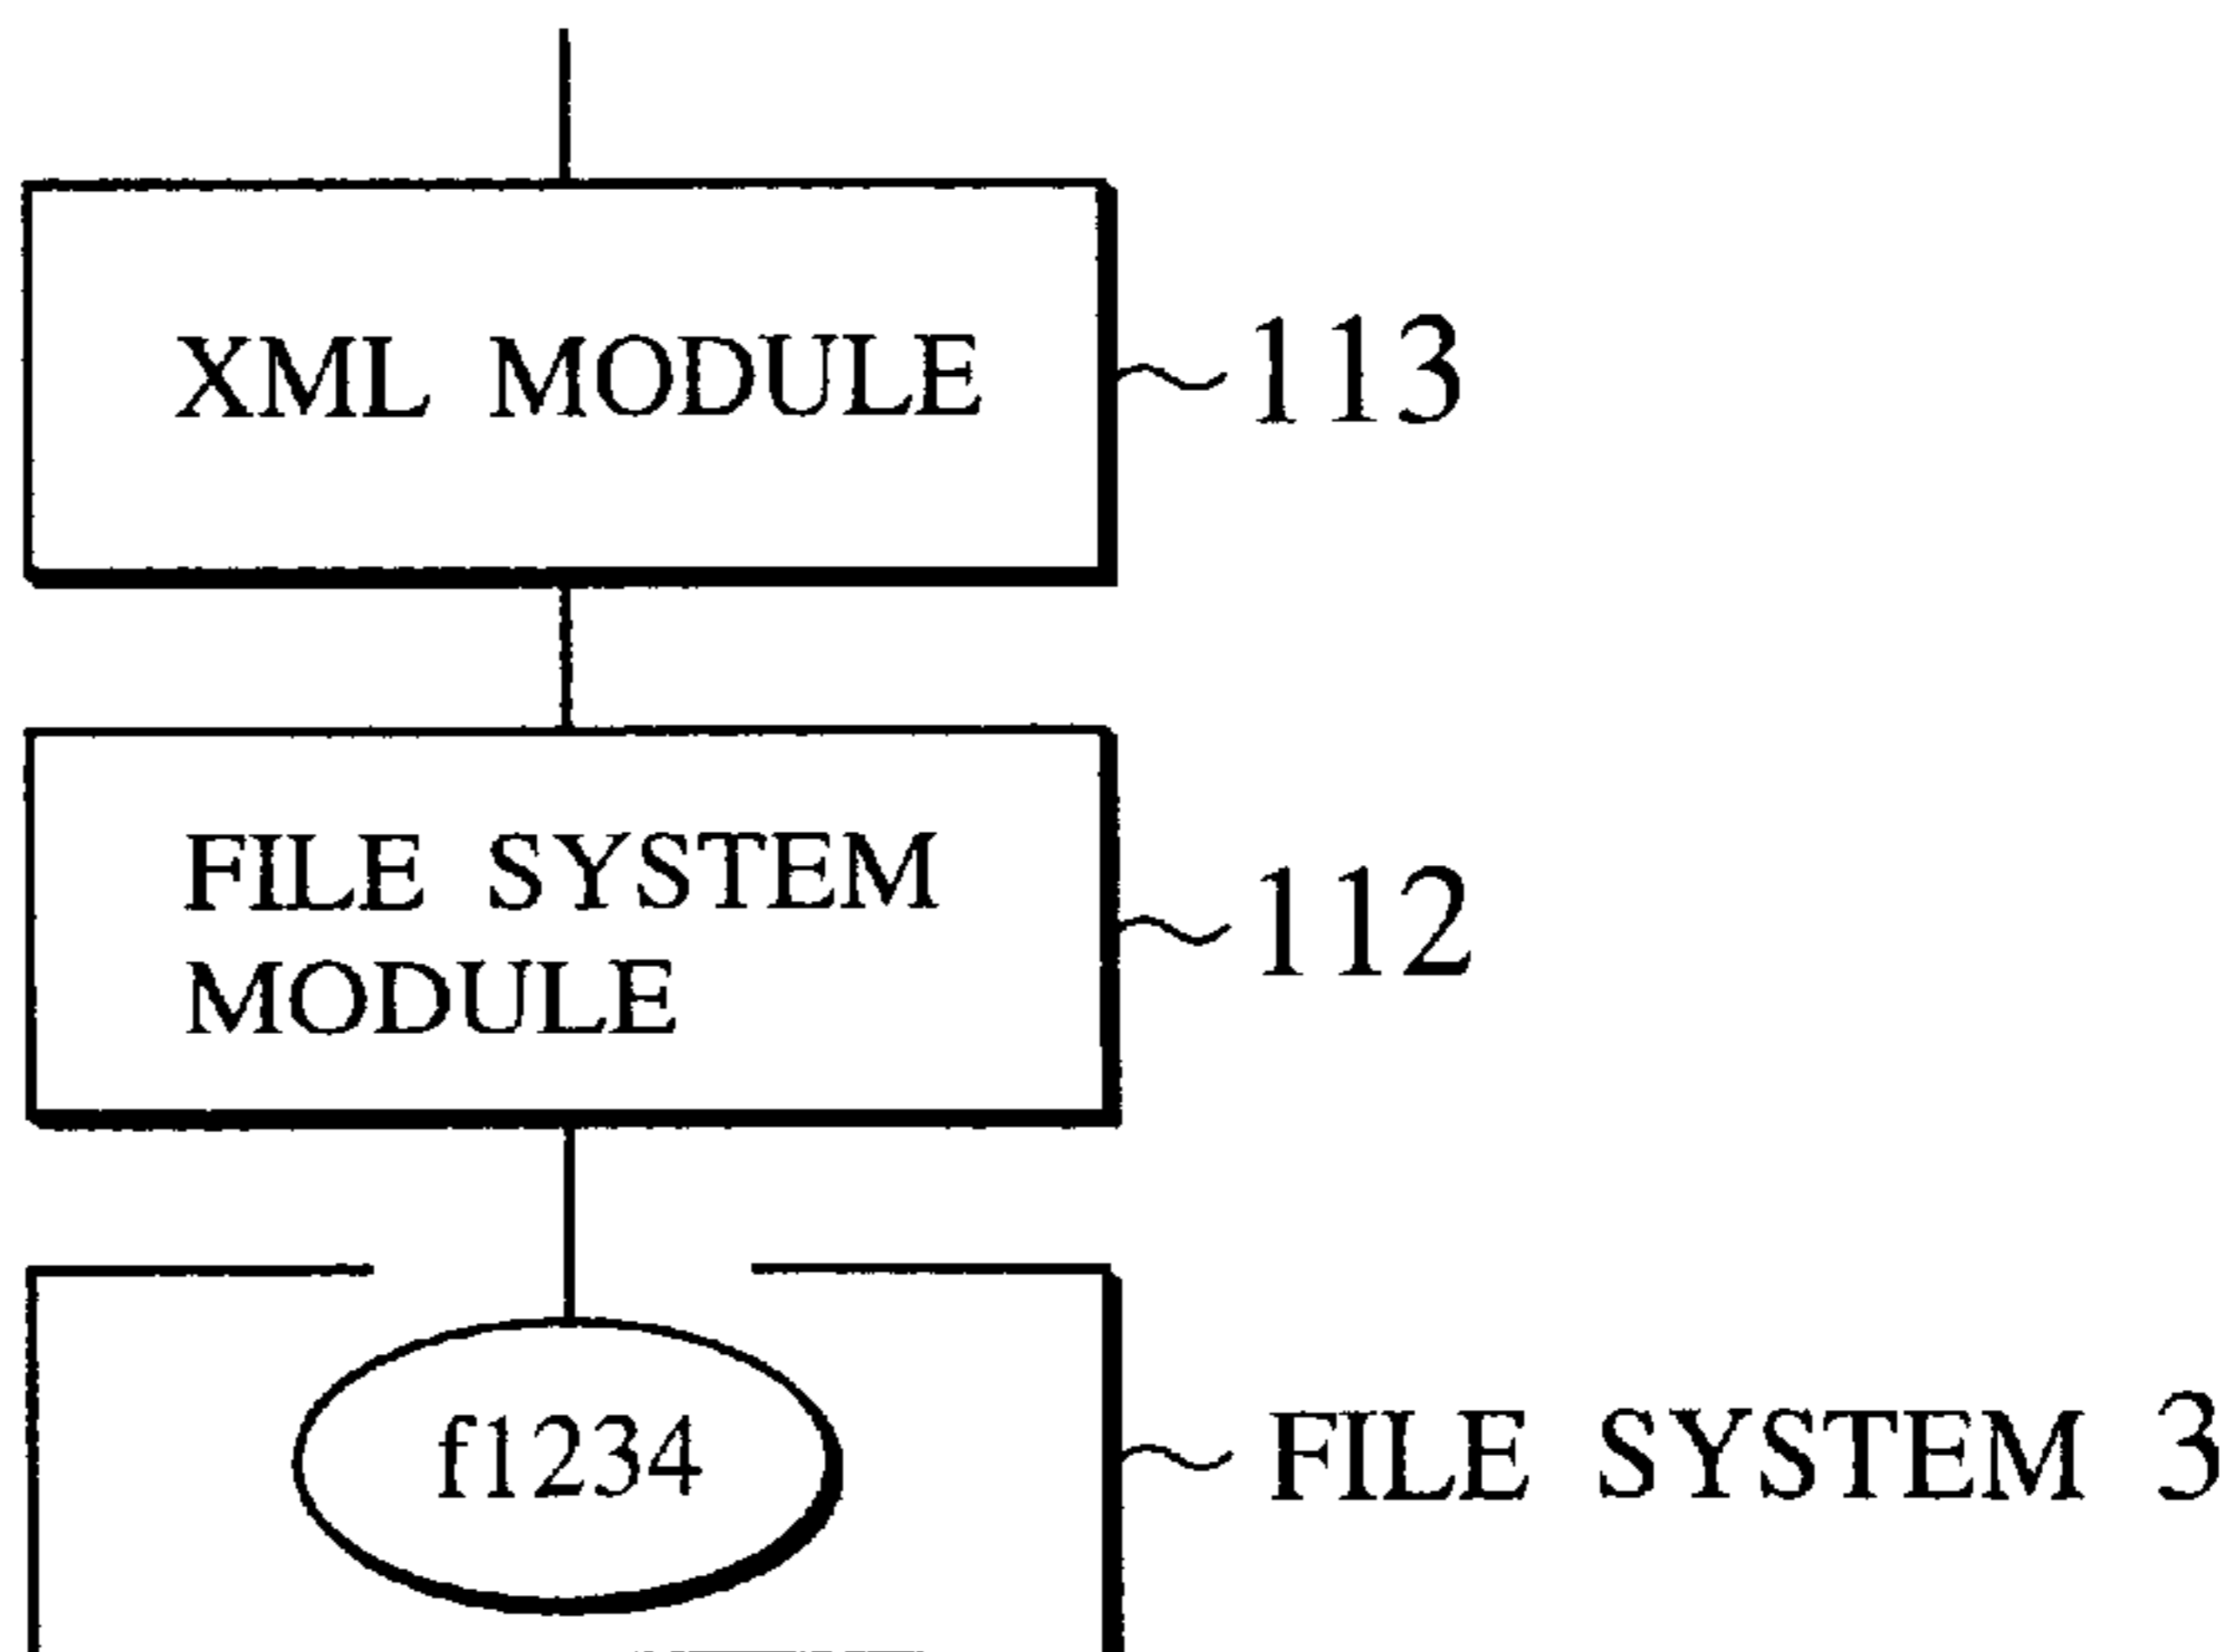 XML MODULE
113
FILE SYSTEM
MODULE
112
f1234
FILE SYSTEM 3